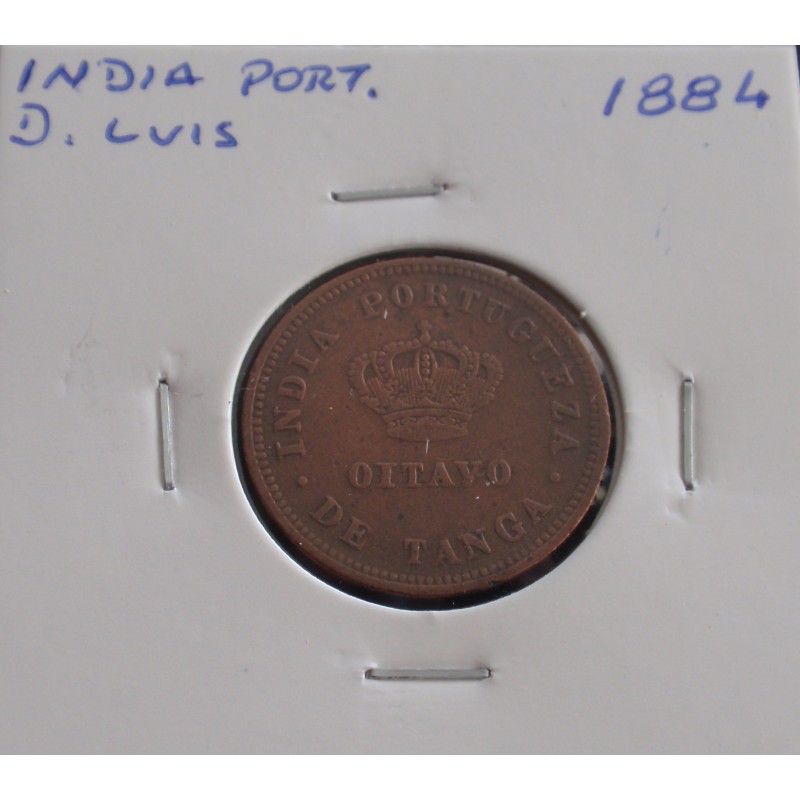 INDIA PORT.
D. LUIS
1884
· INDIA PORTUGUEZA ·
OITAVO
DE TANGA